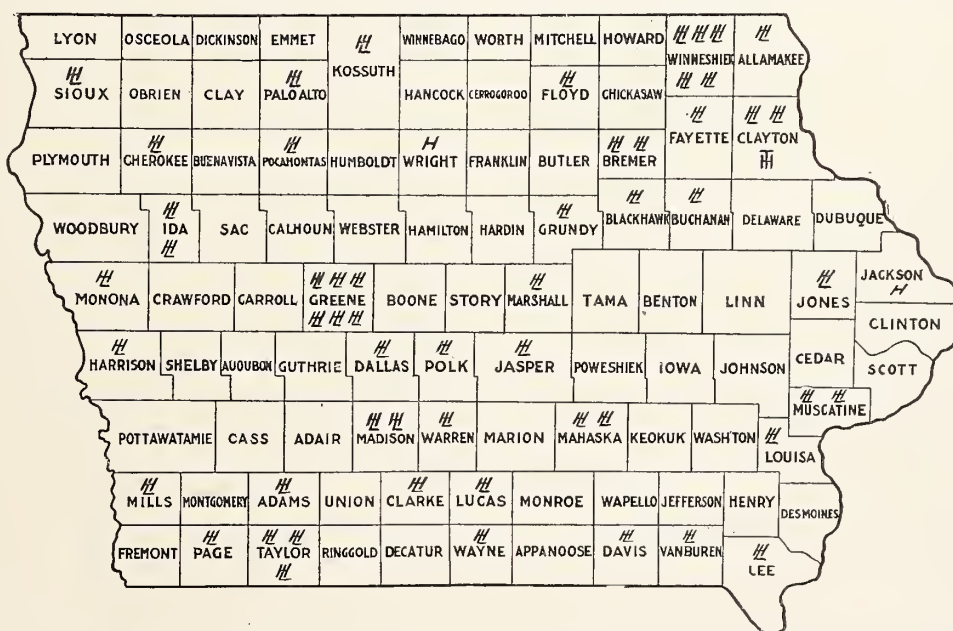 LYON OSCEOLA DICKINSON EMMET KOSSUTH WINNEBAGO WORTH MITCHELL HOWARD WINNESHIEK ALLAMAKEE
SIOUX OBRIEN CLAY PALO ALTO HANCOCK CERROGOROO FLOYD CHICKASAW
PLYMOUTH CHEROKEE BUENAVISTA POCAHONTAS HUMBOLDT WRIGHT FRANKLIN BUTLER BREMER FAYETTE CLAYTON
WOODBURY IDA SAC CALHOUN WEBSTER HAMILTON HARDIN GRUNDY BLACKHAWK BUCHANAN DELAWARE DUBUQUE
MONONA CRAWFORD CARROLL GREENE BOONE STORY MARSHALL TAMA BENTON LINN JONES JACKSON
CLINTON
HARRISON SHELBY AUOUBON GUTHRIE DALLAS POLK JASPER POWESHIEK IOWA JOHNSON CEDAR SCOTT
MUSCATINE
POTTAWATAMIE CASS ADAIR MADISON WARREN MARION MAHASKA KEOKUK WASH'TON LOUISA
MILLS MONTGOMERY ADAMS UNION CLARKE LUCAS MONROE WAPELLO JEFFERSON HENRY DESMOINES
FREMONT PAGE TAYLOR RINGGOLD DECATUR WAYNE APPANOOSE DAVIS VANBUREN LEE